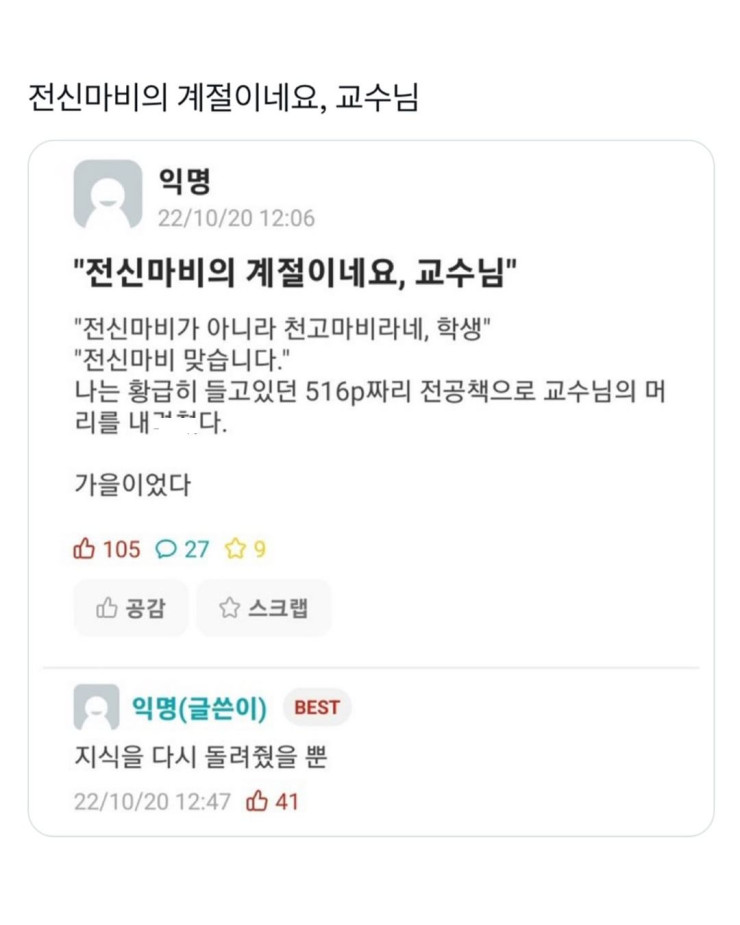 전신마비의 계절이네요, 교수님
익명
22/10/20 12:06
"전신마비의 계절이네요, 교수님"
"전신마비가 아니라 천고마비라네, 학생"
"전신마비 맞습니다."
나는 황급히 들고있던 516p짜리 전공책으로 교수님의 머
리를
가을이었다
105 27 9
공감 스크랩
익명(글쓴이) BEST
지식을 다시 돌려줬을 뿐
22/10/20 12:47 41